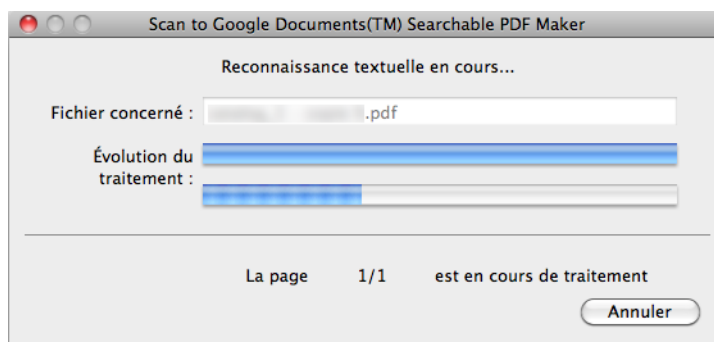 Scan to Google Documents(TM) Searchable PDF Maker
Reconnaissance textuelle en cours...
Fichier concerné : .pdf
Évolution du
traitement :
La page 1/1 est en cours de traitement
Annuler